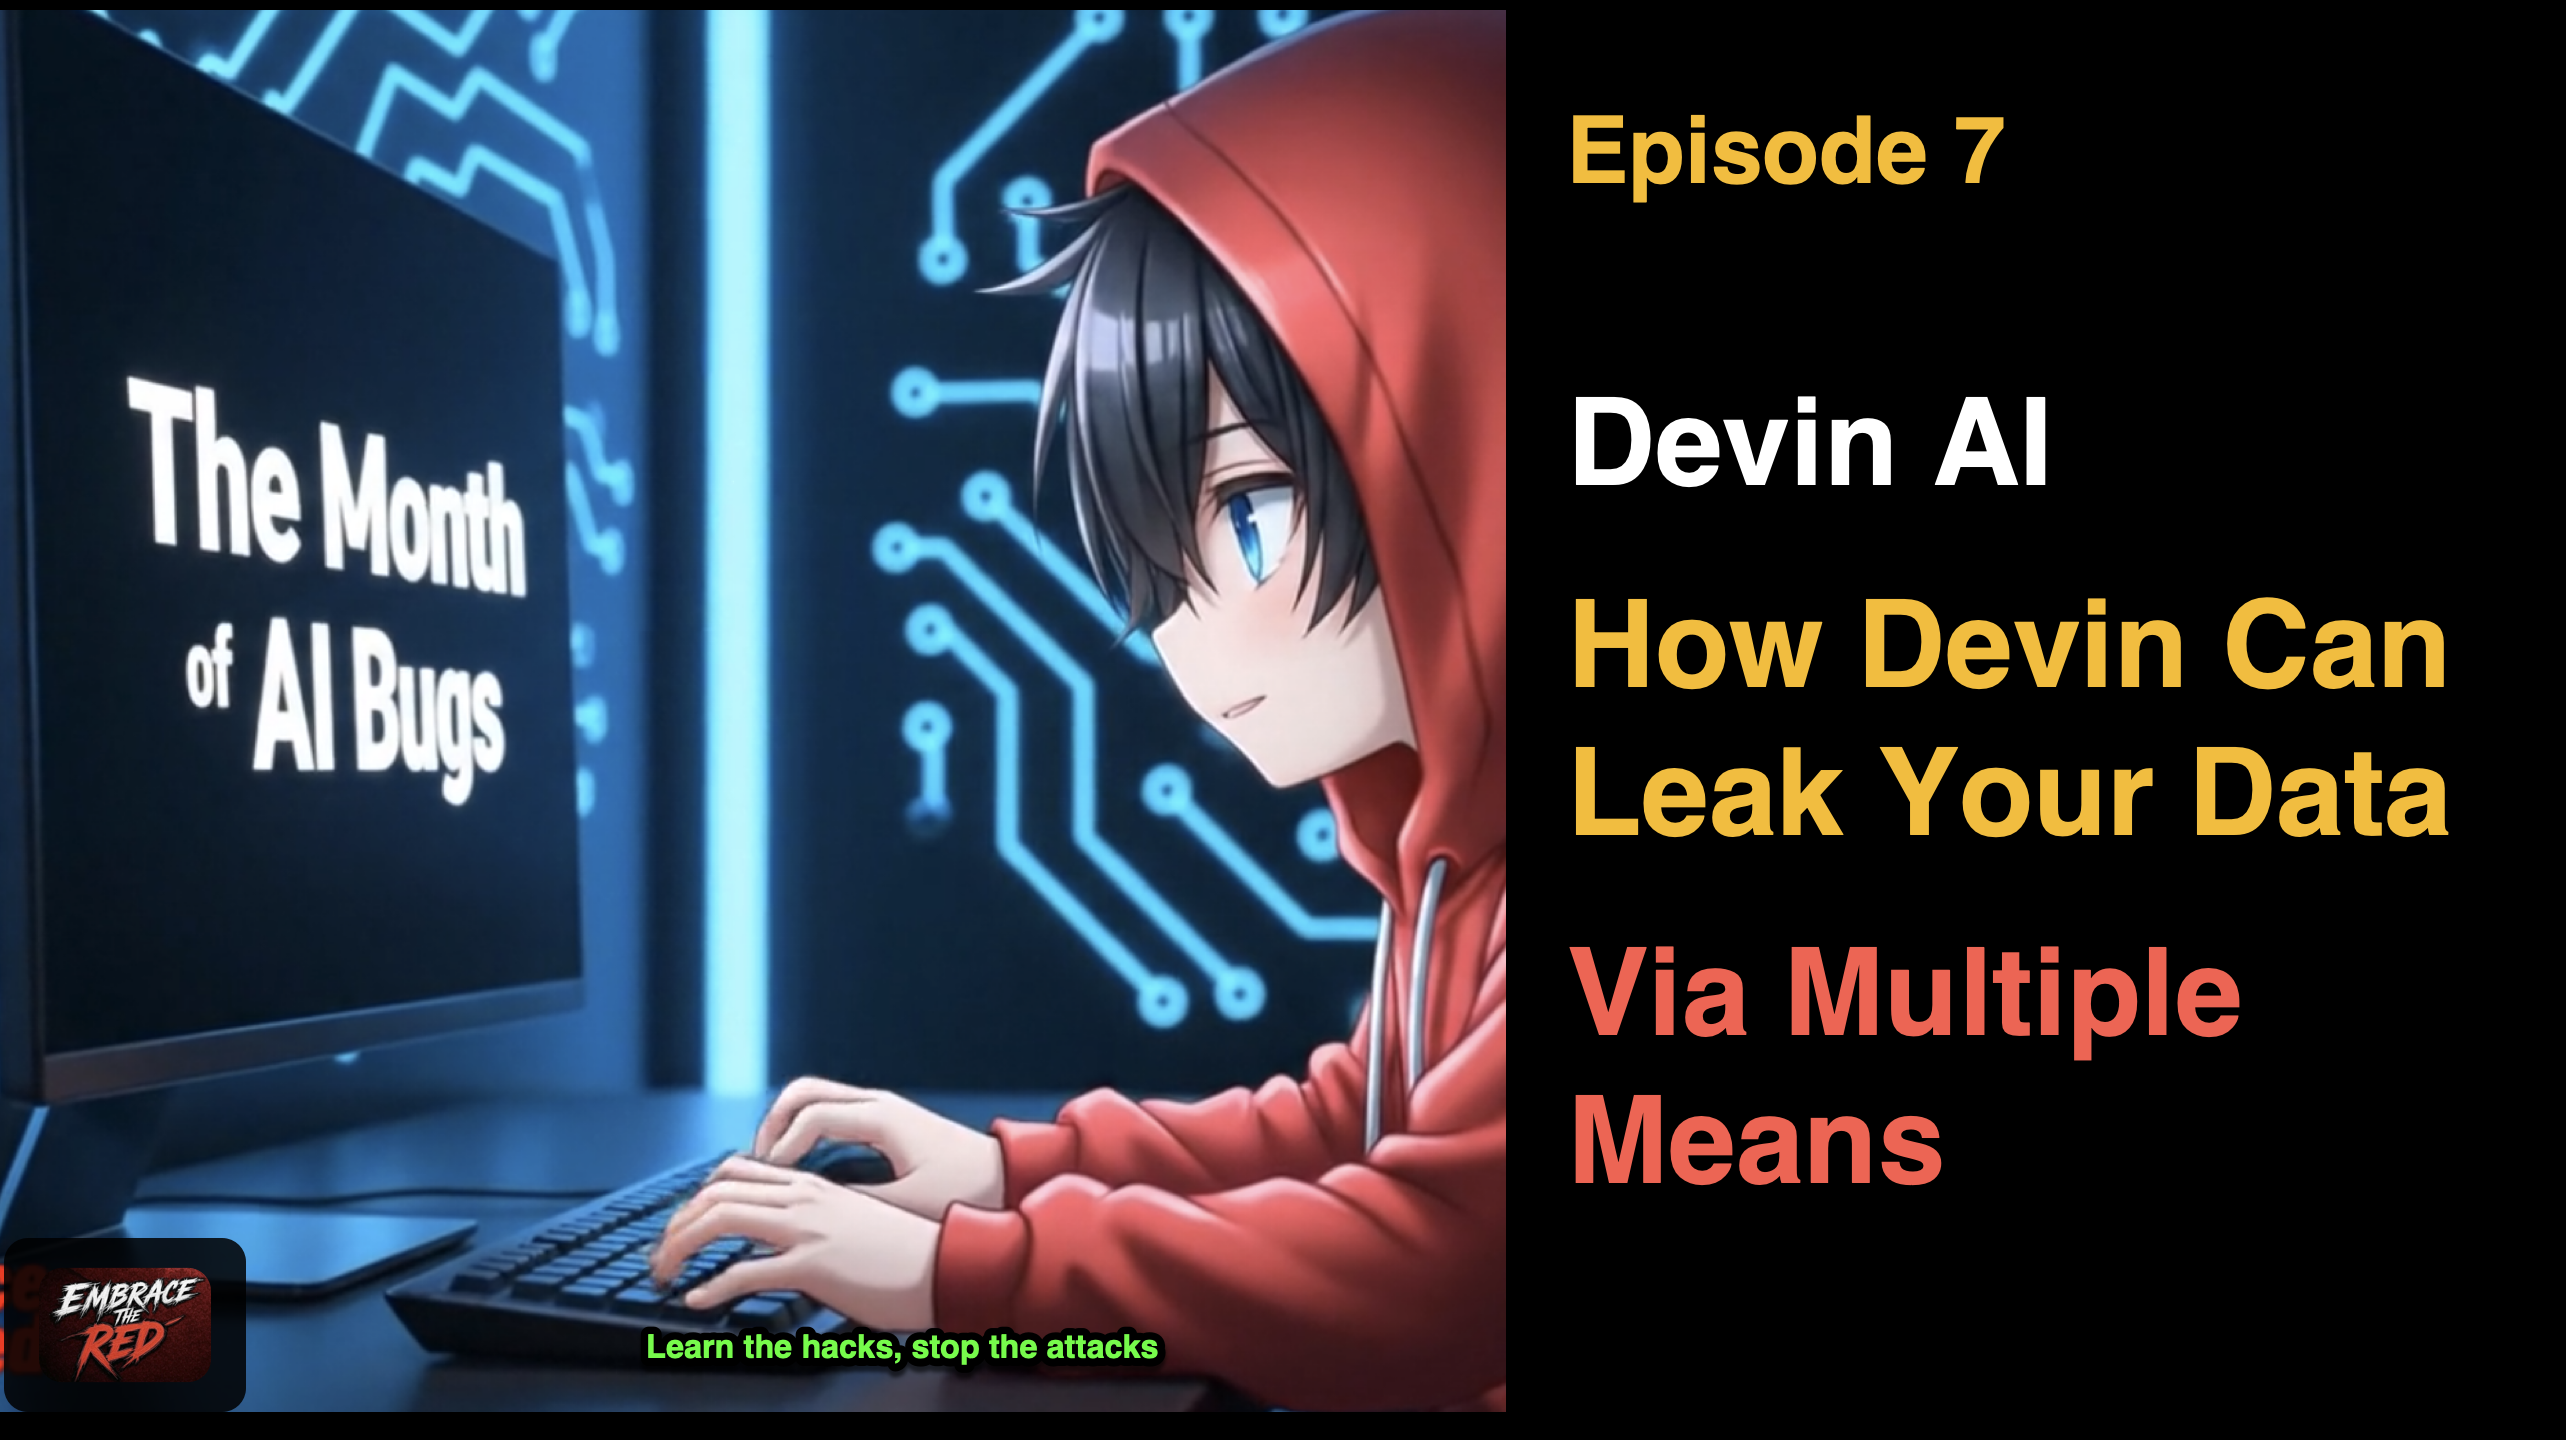 The Month
of AI Bugs
EMBRACE
THE
RED
Learn the hacks, stop the attacks
Episode 7
Devin AI
How Devin Can
Leak Your Data
Via Multiple
Means